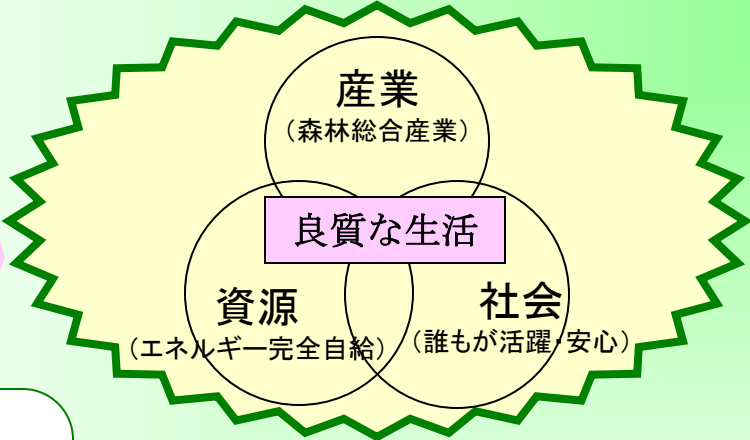 産業
（森林総合産業）
良質な生活
資源
（エネルギー完全自給）
社会
（誰もが活躍・安心）